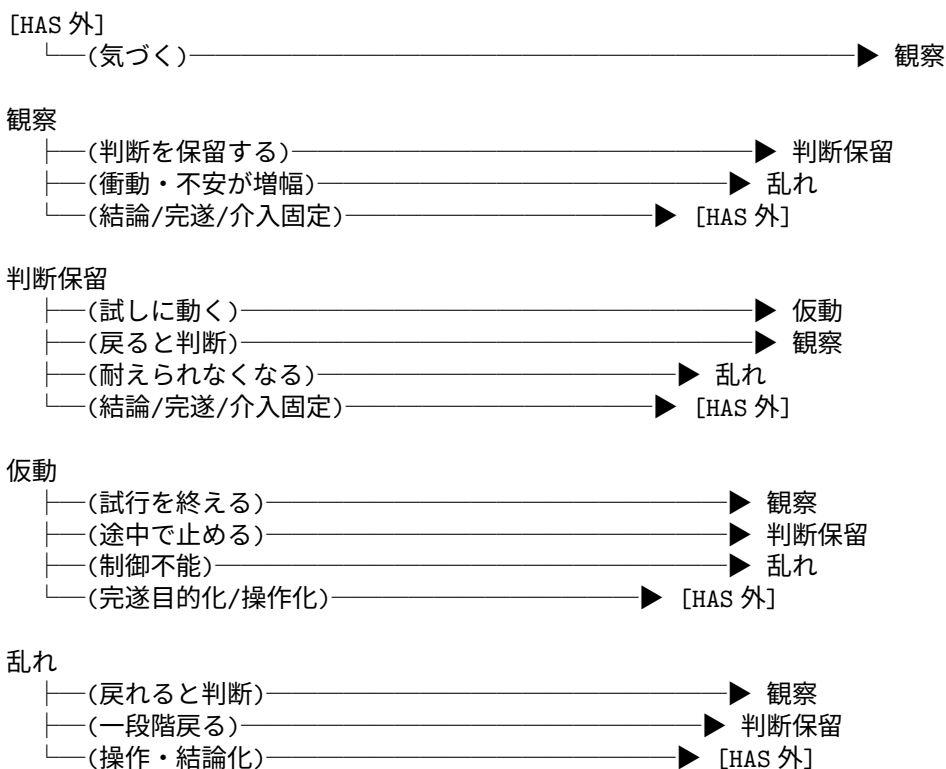 [HAS 外]
└──(気づく)──────────────────────────▶ 観察
観察
├──(判断を保留する)──────────────────▶ 判断保留
├──(衝動・不安が増幅)────────────────▶ 乱れ
└──(結論/完遂/介入固定)────────────▶ [HAS 外]
判断保留
├──(試しに動く)────────────────────▶ 仮動
├──(戻ると判断)────────────────────▶ 観察
├──(耐えられなくなる)──────────────▶ 乱れ
└──(結論/完遂/介入固定)────────────▶ [HAS 外]
仮動
├──(試行を終える)──────────────────▶ 観察
├──(途中で止める)──────────────────▶ 判断保留
├──(制御不能)────────────────────▶ 乱れ
└──(完遂目的化/操作化)────────────▶ [HAS 外]
乱れ
├──(戻れると判断)──────────────────▶ 観察
├──(一段階戻る)──────────────────▶ 判断保留
└──(操作・結論化)────────────────▶ [HAS 外]